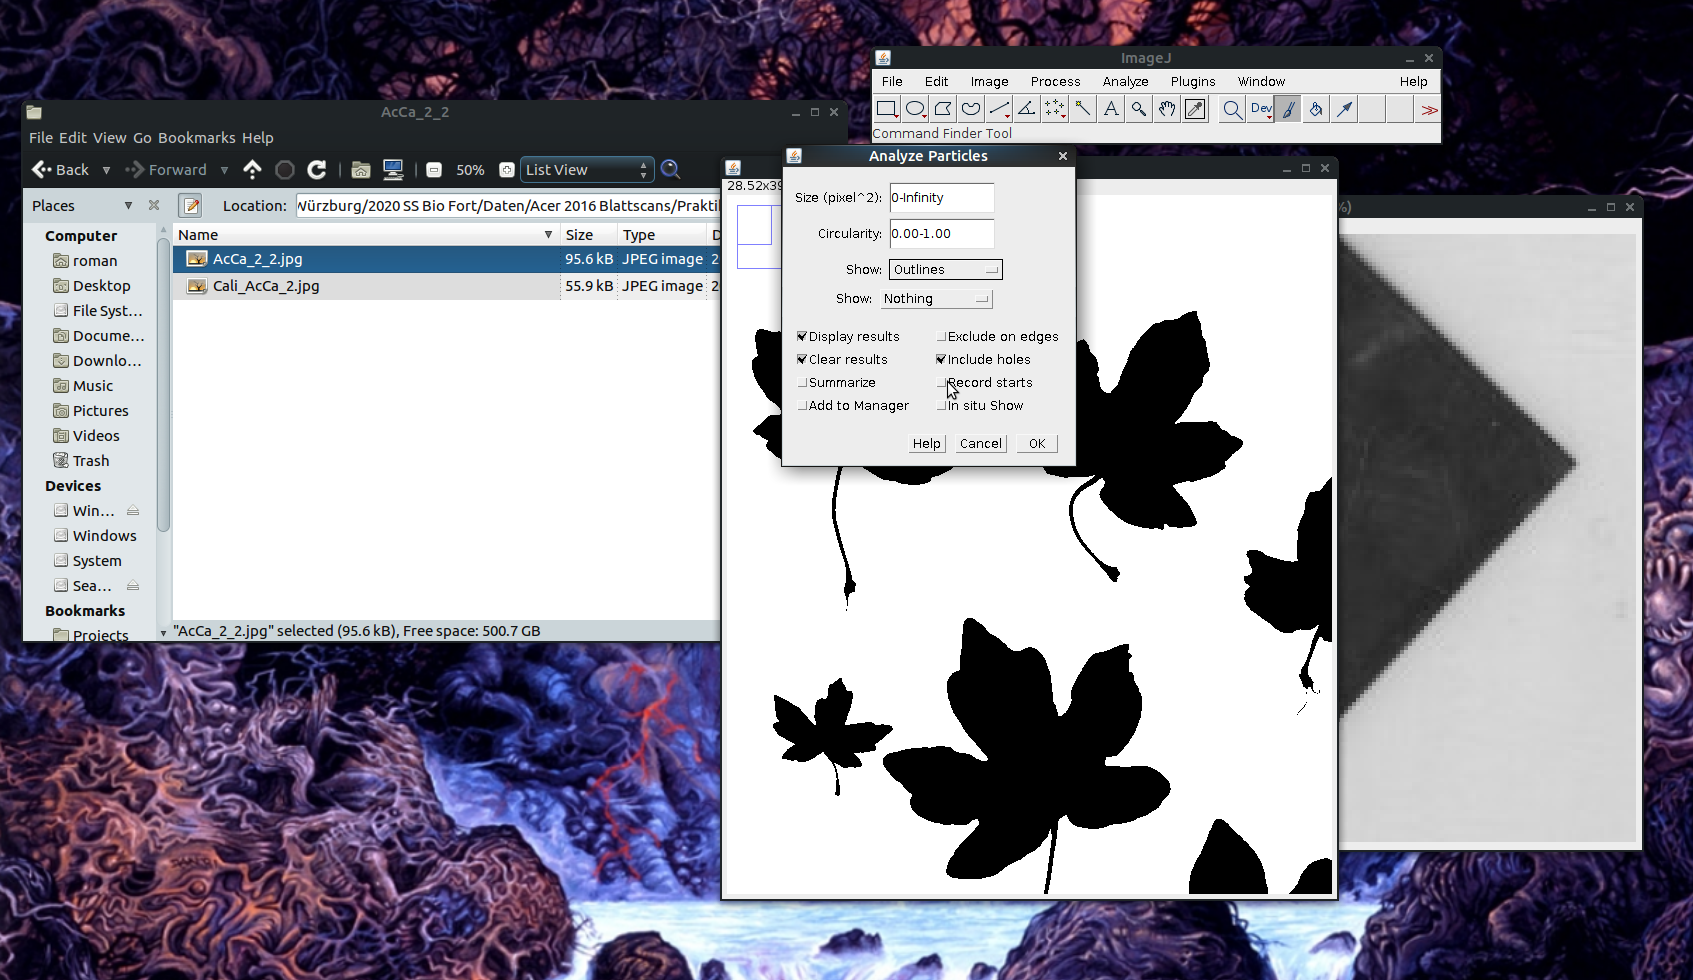 ImageJ
File Edit Image Process Analyze Plugins Window Help
Dev
Command Finder Tool
AcCa_2_2
File Edit View Go Bookmarks Help
Back Forward 50% List View
Places
Location: Würzburg/2020 SS Bio Fort/Daten/Acer 2016 Blattscans/Prakti
Computer
roman
Desktop
File Syst...
Docume...
Downlo...
Music
Pictures
Videos
Trash
Devices
Win...
Windows
System
Sea...
Bookmarks
Projects
Name Size Type D
AcCa_2_2.jpg 95.6 kB JPEG image 2
Cali_AcCa_2.jpg 55.9 kB JPEG image 2
"AcCa_2_2.jpg" selected (95.6 kB), Free space: 500.7 GB
28.52x39
%)
Analyze Particles
Size (pixel^2): 0-Infinity
Circularity: 0.00-1.00
Show: Outlines
Show: Nothing
Display results Exclude on edges
Clear results Include holes
Summarize Record starts
Add to Manager In situ Show
Help Cancel OK